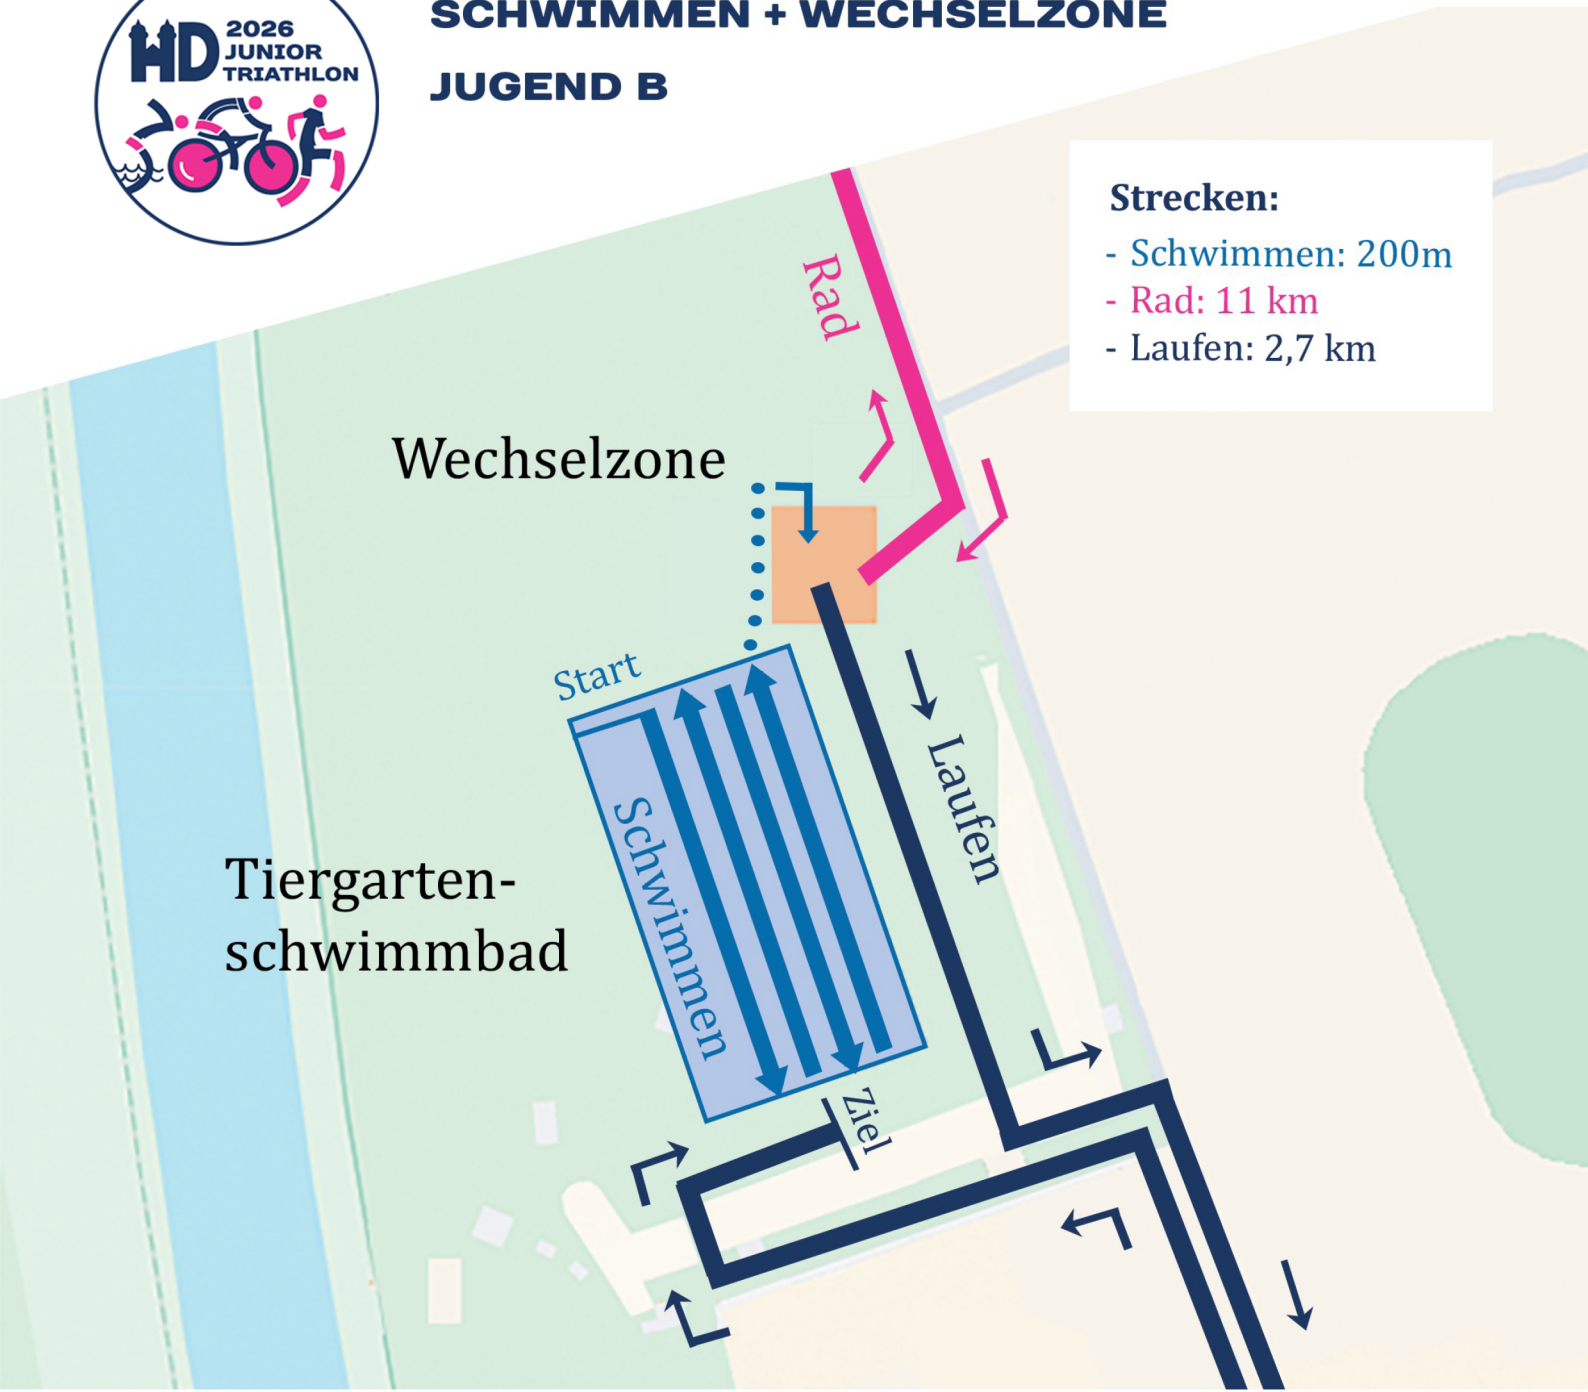 SCHWIMMEN + WECHSELZONE
JUGEND B
HD 2026
JUNIOR
TRIATHLON
Strecken:
- Schwimmen: 200m
- Rad: 11 km
- Laufen: 2,7 km
Rad
Wechselzone
Start
Schwimmen
Laufen
Tiergarten-
schwimmbad
Ziel